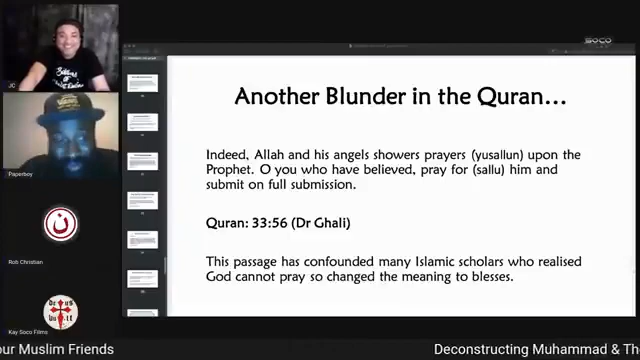 SOCO
JC
Another Blunder in the Quran...
Indeed, Allah and his angels showers prayers (yusallun) upon the
Prophet. O you who have believed, pray for (sallu) him and
submit on full submission.
Quran: 33:56 (Dr Ghali)
This passage has confounded many Islamic scholars who realised
God cannot pray so changed the meaning to blesses.
Paperboy
ن
Rob Christian
Kay Soco Films
our Muslim Friends
Deconstructing Muhammad & Th